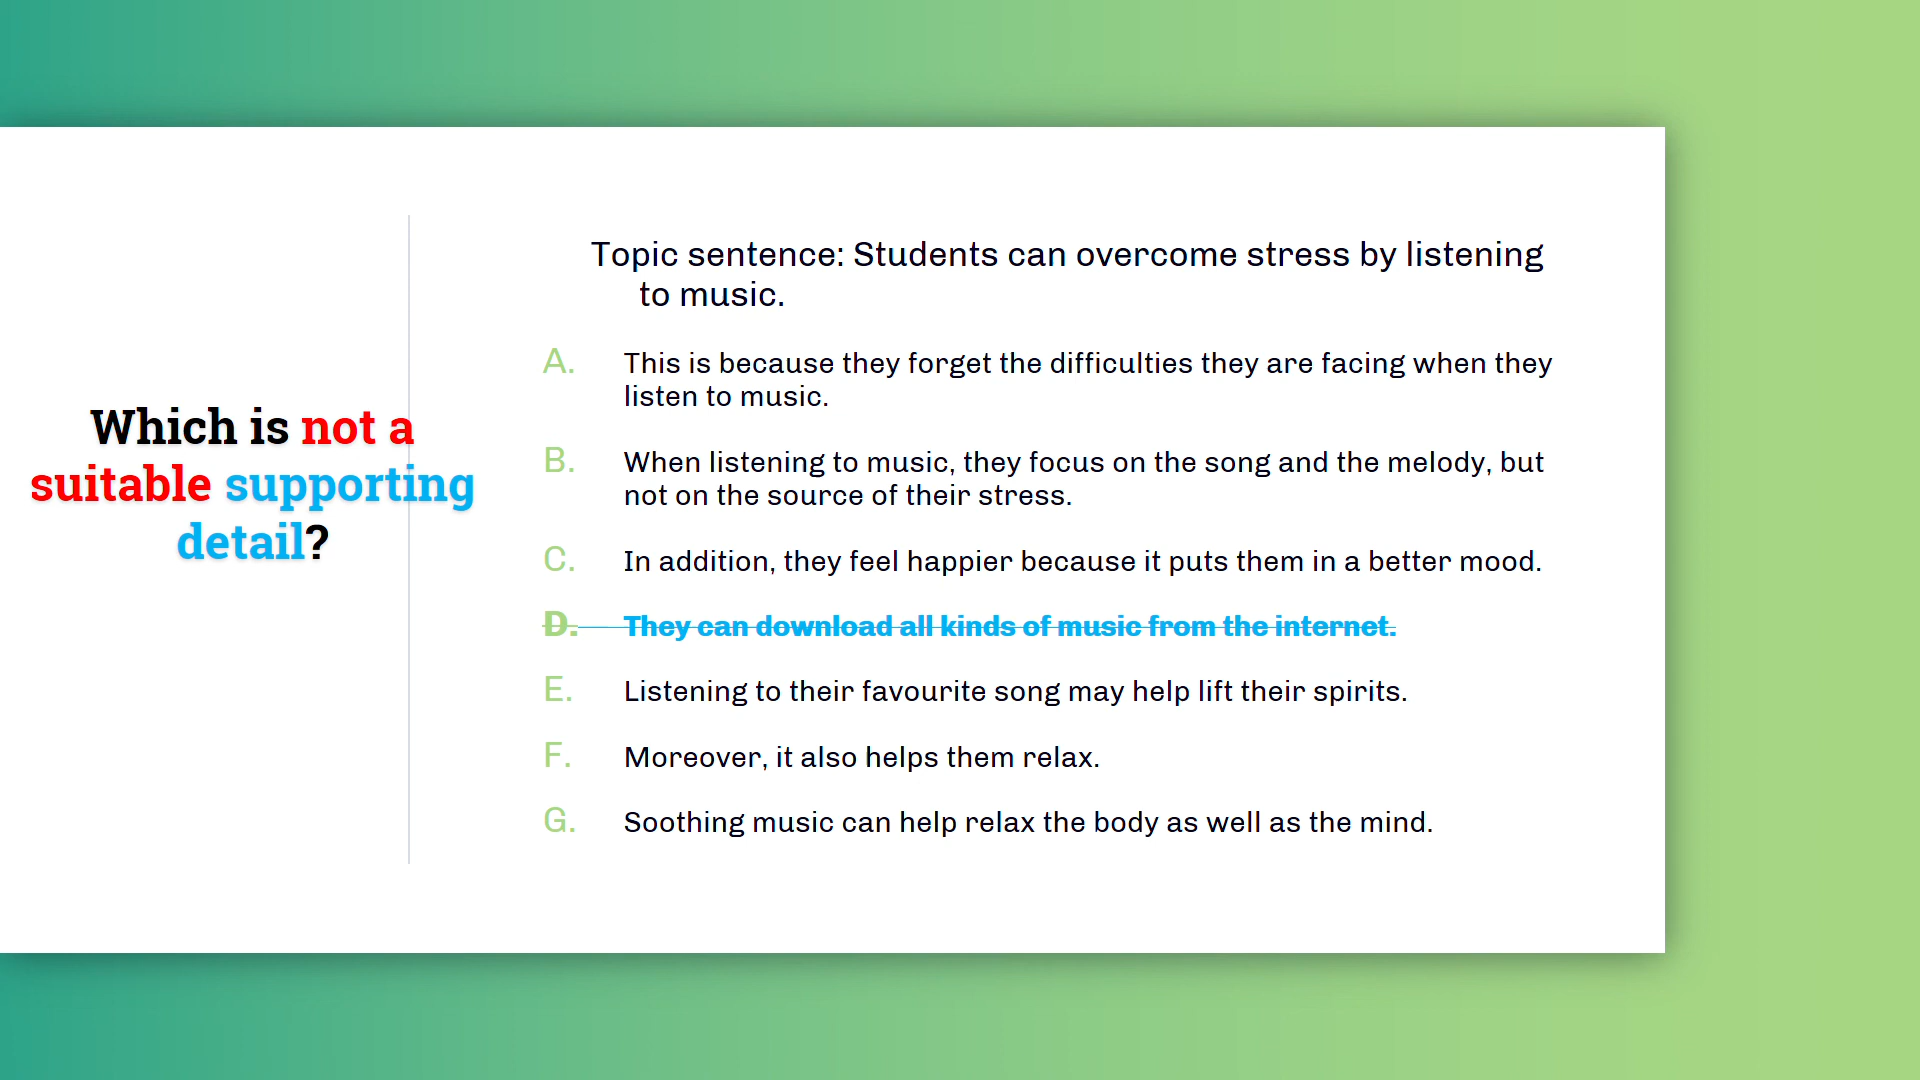 Which is not a
suitable supporting
detail?
Topic sentence: Students can overcome stress by listening
to music.
A. This is because they forget the difficulties they are facing when they
listen to music.
B. When listening to music, they focus on the song and the melody, but
not on the source of their stress.
C. In addition, they feel happier because it puts them in a better mood.
D. They can download all kinds of music from the internet.
E. Listening to their favourite song may help lift their spirits.
F. Moreover, it also helps them relax.
G. Soothing music can help relax the body as well as the mind.